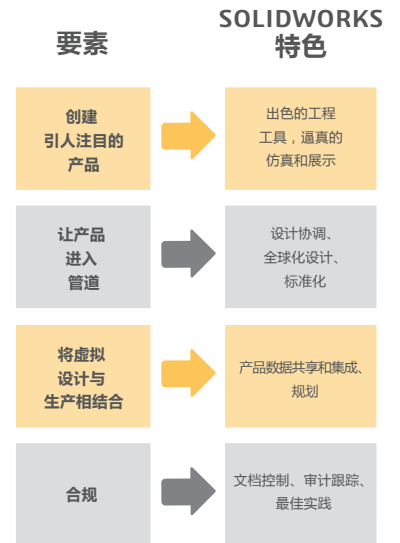 要素
SOLIDWORKS
特色
创建
引人注目的
产品
出色的工程
工具，逼真的
仿真和展示
让产品
进入
管道
设计协调、
全球化设计、
标准化
将虚拟
设计与
生产相结合
产品数据共享和集成、
规划
合规
文档控制、审计跟踪、
最佳实践